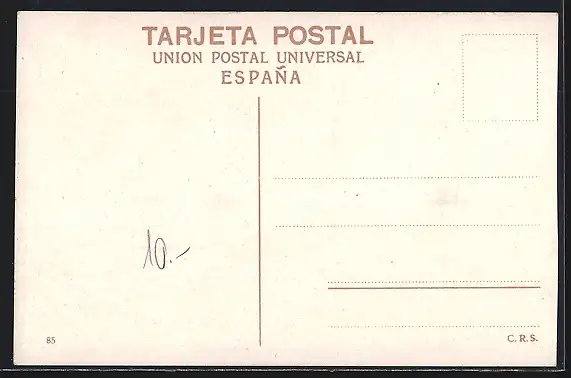 TARJETA POSTAL
UNION POSTAL UNIVERSAL
ESPAÑA
10.-
85
C. R. S.